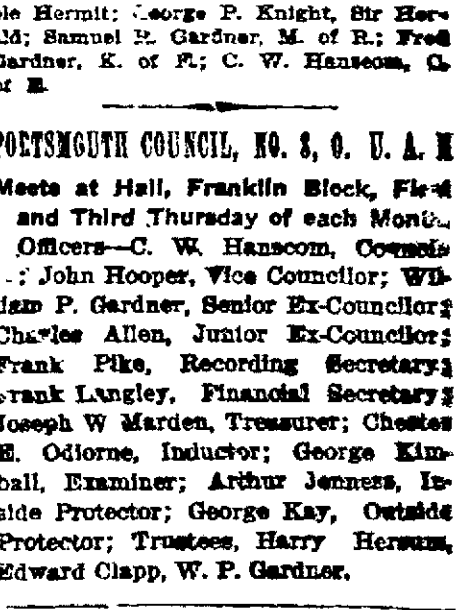 ble Hermit; George P. Knight, Sir Her-
ald; Samuel R. Gardner, M. of R.; Fred
Gardner, K. of F.; C. W. Hanscom, C.
of E.
PORTSMOUTH COUNCIL, NO. 8, O. U. A. M
Meets at Hall, Franklin Block, First
and Third Thursday of each Month.
Officers—C. W. Hanscom, Councilo
; John Hooper, Vice Councilor; Wil-
liam P. Gardner, Senior Ex-Councilor;
Charles Allen, Junior Ex-Councilor;
Frank Pike, Recording Secretary;
Frank Langley, Financial Secretary;
Joseph W Marden, Treasurer; Chester
E. Odiorne, Inductor; George Kim-
ball, Examiner; Arthur Jenness, In-
side Protector; George Kay, Outside
Protector; Trustees, Harry Hersum,
Edward Clapp, W. P. Gardner.